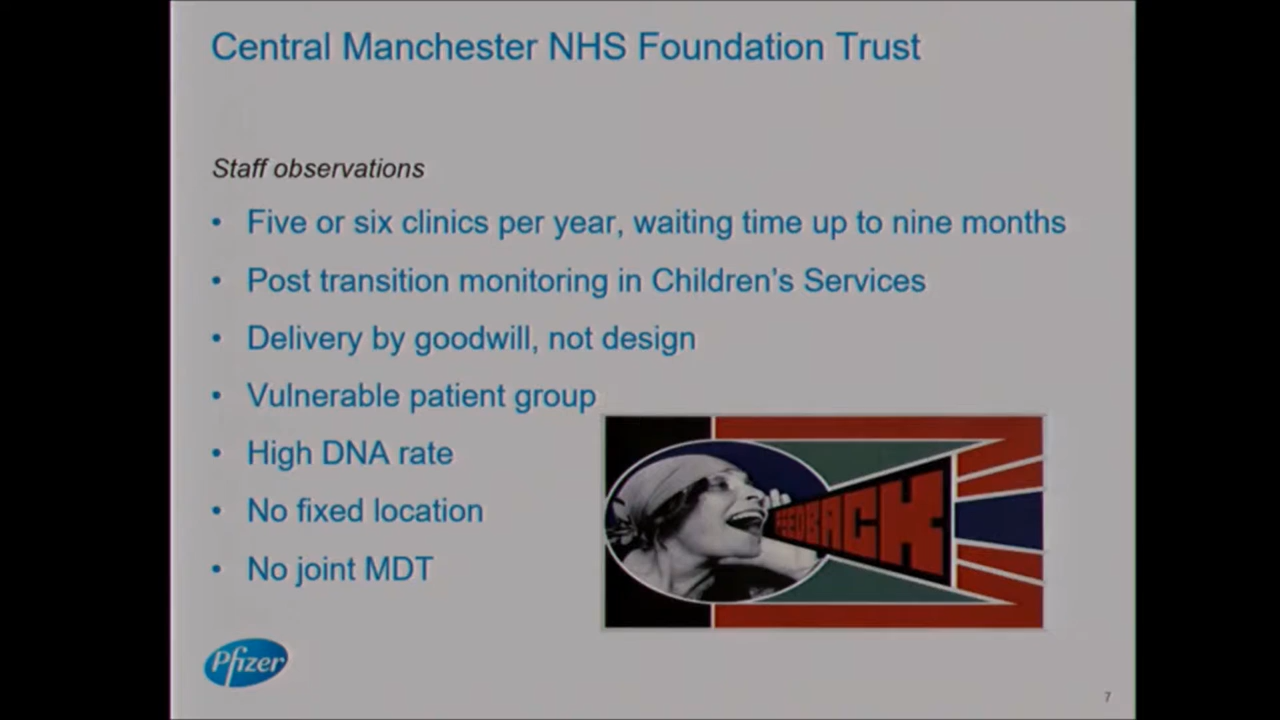 Central Manchester NHS Foundation Trust
Staff observations
• Five or six clinics per year, waiting time up to nine months
• Post transition monitoring in Children's Services
• Delivery by goodwill, not design
• Vulnerable patient group
• High DNA rate
• No fixed location
• No joint MDT
FEEDBACK
Pfizer
7